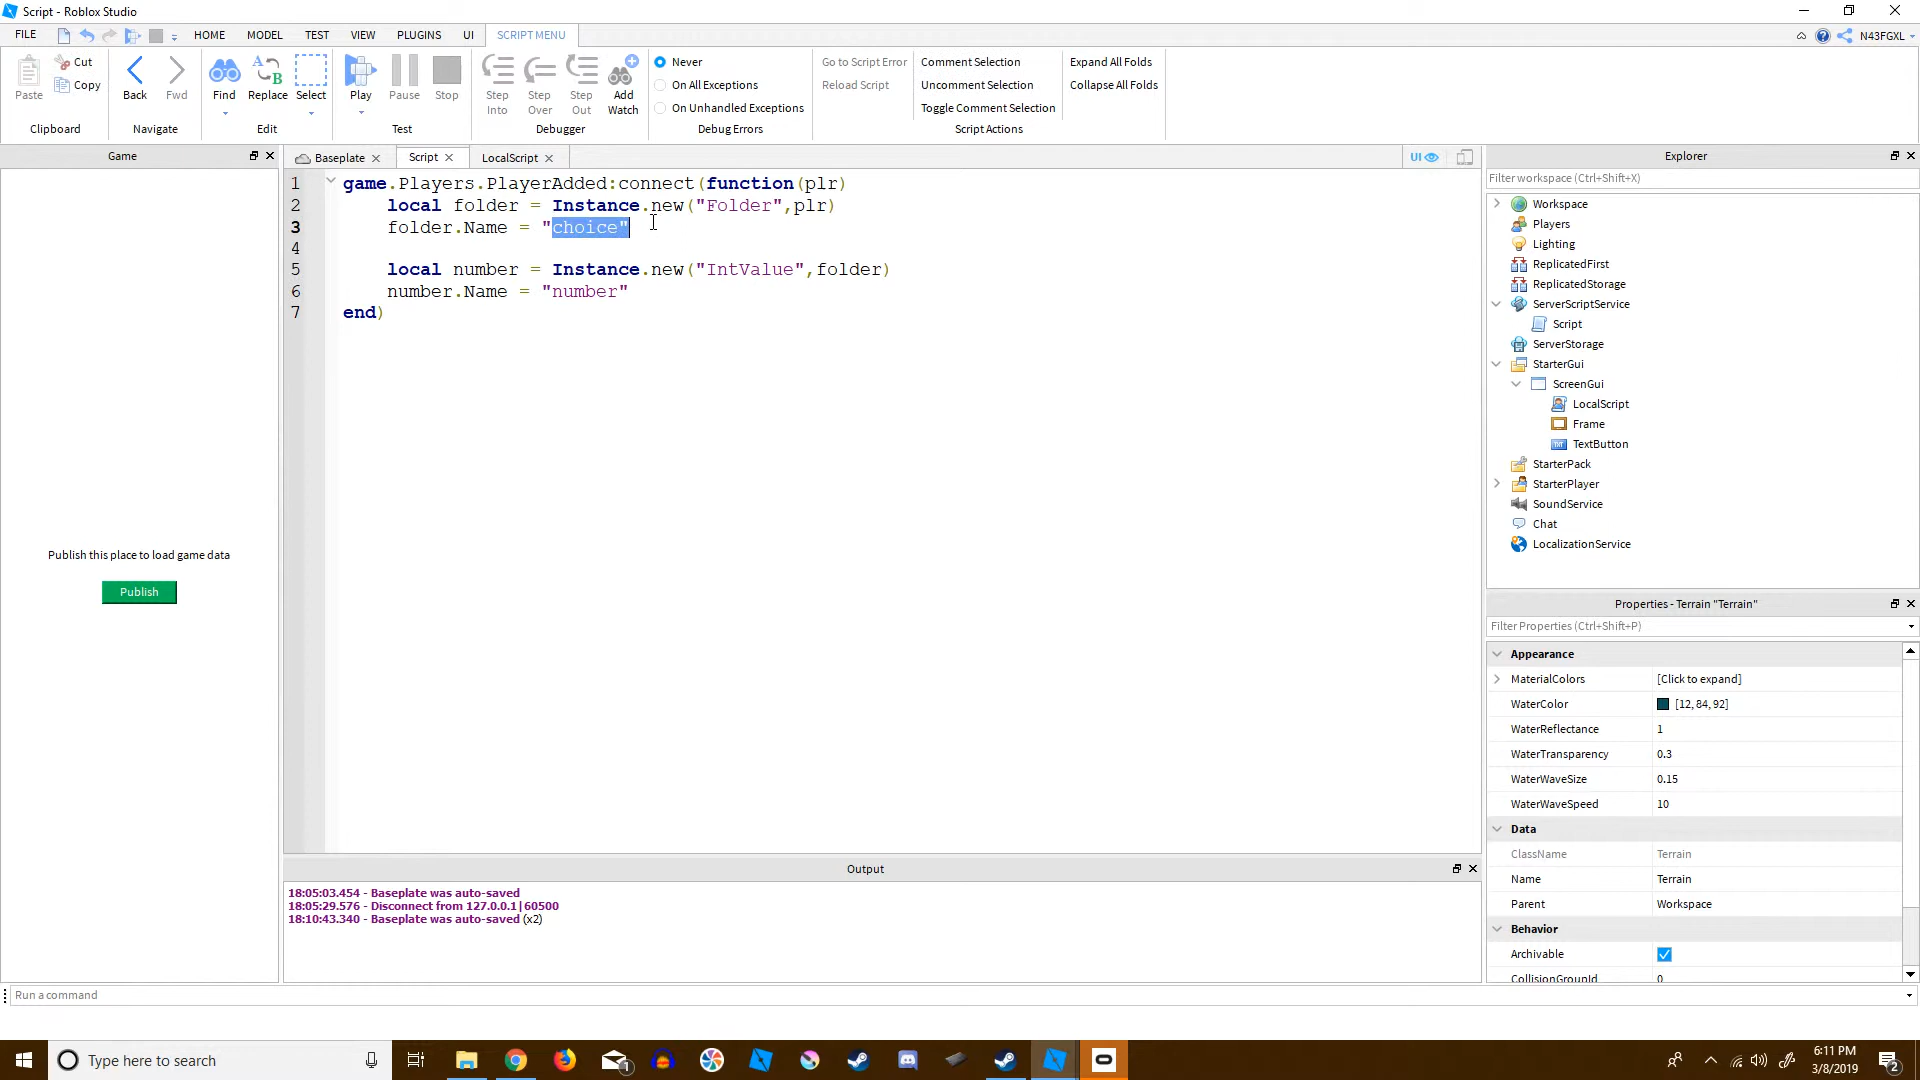 Script - Roblox Studio
FILE HOME MODEL TEST VIEW PLUGINS UI SCRIPT MENU N43FGXL
Paste Cut Copy Clipboard
Back Fwd Navigate
Find Replace Select Edit
Play Pause Stop Test
Step Into Step Over Step Out Add Watch Debugger
Never
On All Exceptions
On Unhandled Exceptions
Debug Errors
Go to Script Error
Reload Script
Comment Selection
Uncomment Selection
Toggle Comment Selection
Expand All Folds
Collapse All Folds
Script Actions
Game
Publish this place to load game data
Publish
Baseplate Script LocalScript UI
1 game.Players.PlayerAdded:connect(function(plr)
2 local folder = Instance.new("Folder",plr)
3 folder.Name = "choice"
4
5 local number = Instance.new("IntValue",folder)
6 number.Name = "number"
7 end)
Output
18:05:03.454 - Baseplate was auto-saved
18:05:29.576 - Disconnect from 127.0.0.1|60500
18:10:43.340 - Baseplate was auto-saved (x2)
Explorer
Filter workspace (Ctrl+Shift+X)
Workspace
Players
Lighting
ReplicatedFirst
ReplicatedStorage
ServerScriptService
Script
ServerStorage
StarterGui
ScreenGui
LocalScript
Frame
TextButton
StarterPack
StarterPlayer
SoundService
Chat
LocalizationService
Properties - Terrain "Terrain"
Filter Properties (Ctrl+Shift+P)
Appearance
MaterialColors [Click to expand]
WaterColor [12, 84, 92]
WaterReflectance 1
WaterTransparency 0.3
WaterWaveSize 0.15
WaterWaveSpeed 10
Data
ClassName Terrain
Name Terrain
Parent Workspace
Behavior
Archivable
CollisionGroupId 0
Run a command
Type here to search
1
6:11 PM
3/8/2019
2